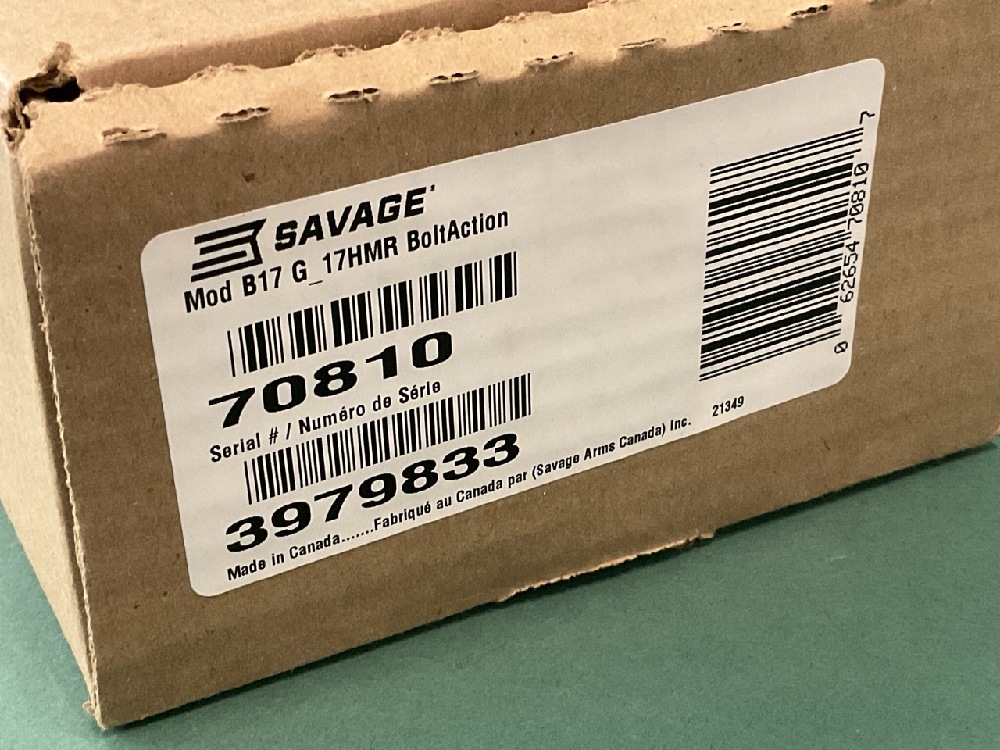 SAVAGE
Mod B17 G_17HMR BoltAction
70810
Serial # / Numéro de Série
3979833
Made in Canada.......Fabriqué au Canada par (Savage Arms Canada) Inc.
21349
0 62654 70810 7